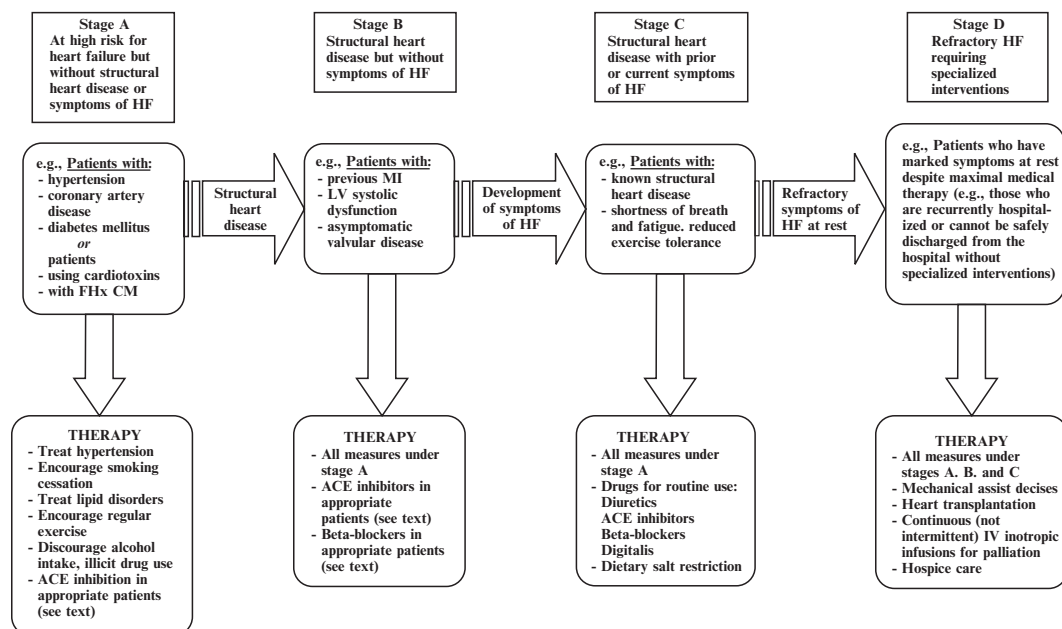 Stage A
At high risk for
heart failure but
without structural
heart disease or
symptoms of HF
Stage B
Structural heart
disease but without
symptoms of HF
Stage C
Structural heart
disease with prior
or current symptoms
of HF
Stage D
Refractory HF
requiring
specialized
interventions
e.g., Patients with:
- hypertension
- coronary artery
disease
- diabetes mellitus
or
patients
- using cardiotoxins
- with FHx CM
Structural
heart
disease
e.g., Patients with:
- previous MI
- LV systolic
dysfunction
- asymptomatic
valvular disease
Development
of symptoms
of HF
e.g., Patients with:
- known structural
heart disease
- shortness of breath
and fatigue. reduced
exercise tolerance
Refractory
symptoms of
HF at rest
e.g., Patients who have
marked symptoms at rest
despite maximal medical
therapy (e.g., those who
are recurrently hospital-
ized or cannot be safely
discharged from the
hospital without
specialized interventions)
THERAPY
- Treat hypertension
- Encourage smoking
cessation
- Treat lipid disorders
- Encourage regular
exercise
- Discourage alcohol
intake, illicit drug use
- ACE inhibition in
appropriate patients
(see text)
THERAPY
- All measures under
stage A
- ACE inhibitors in
appropriate
patients (see text)
- Beta-blockers in
appropriate patients
(see text)
THERAPY
- All measures under
stage A
- Drugs for routine use:
Diuretics
ACE inhibitors
Beta-blockers
Digitalis
- Dietary salt restriction
THERAPY
- All measures under
stages A. B. and C
- Mechanical assist decises
- Heart transplantation
- Continuous (not
intermittent) IV inotropic
infusions for palliation
- Hospice care